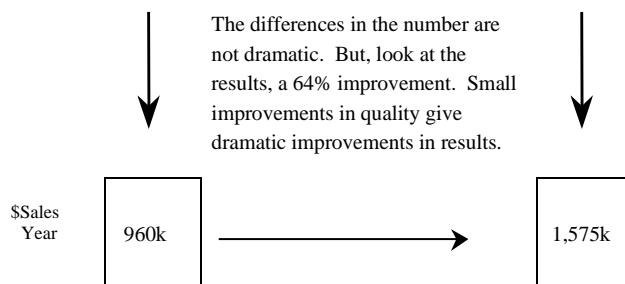 The differences in the number are
not dramatic.  But, look at the
results, a 64% improvement.  Small
improvements in quality give
dramatic improvements in results.
$Sales
Year
960k
1,575k